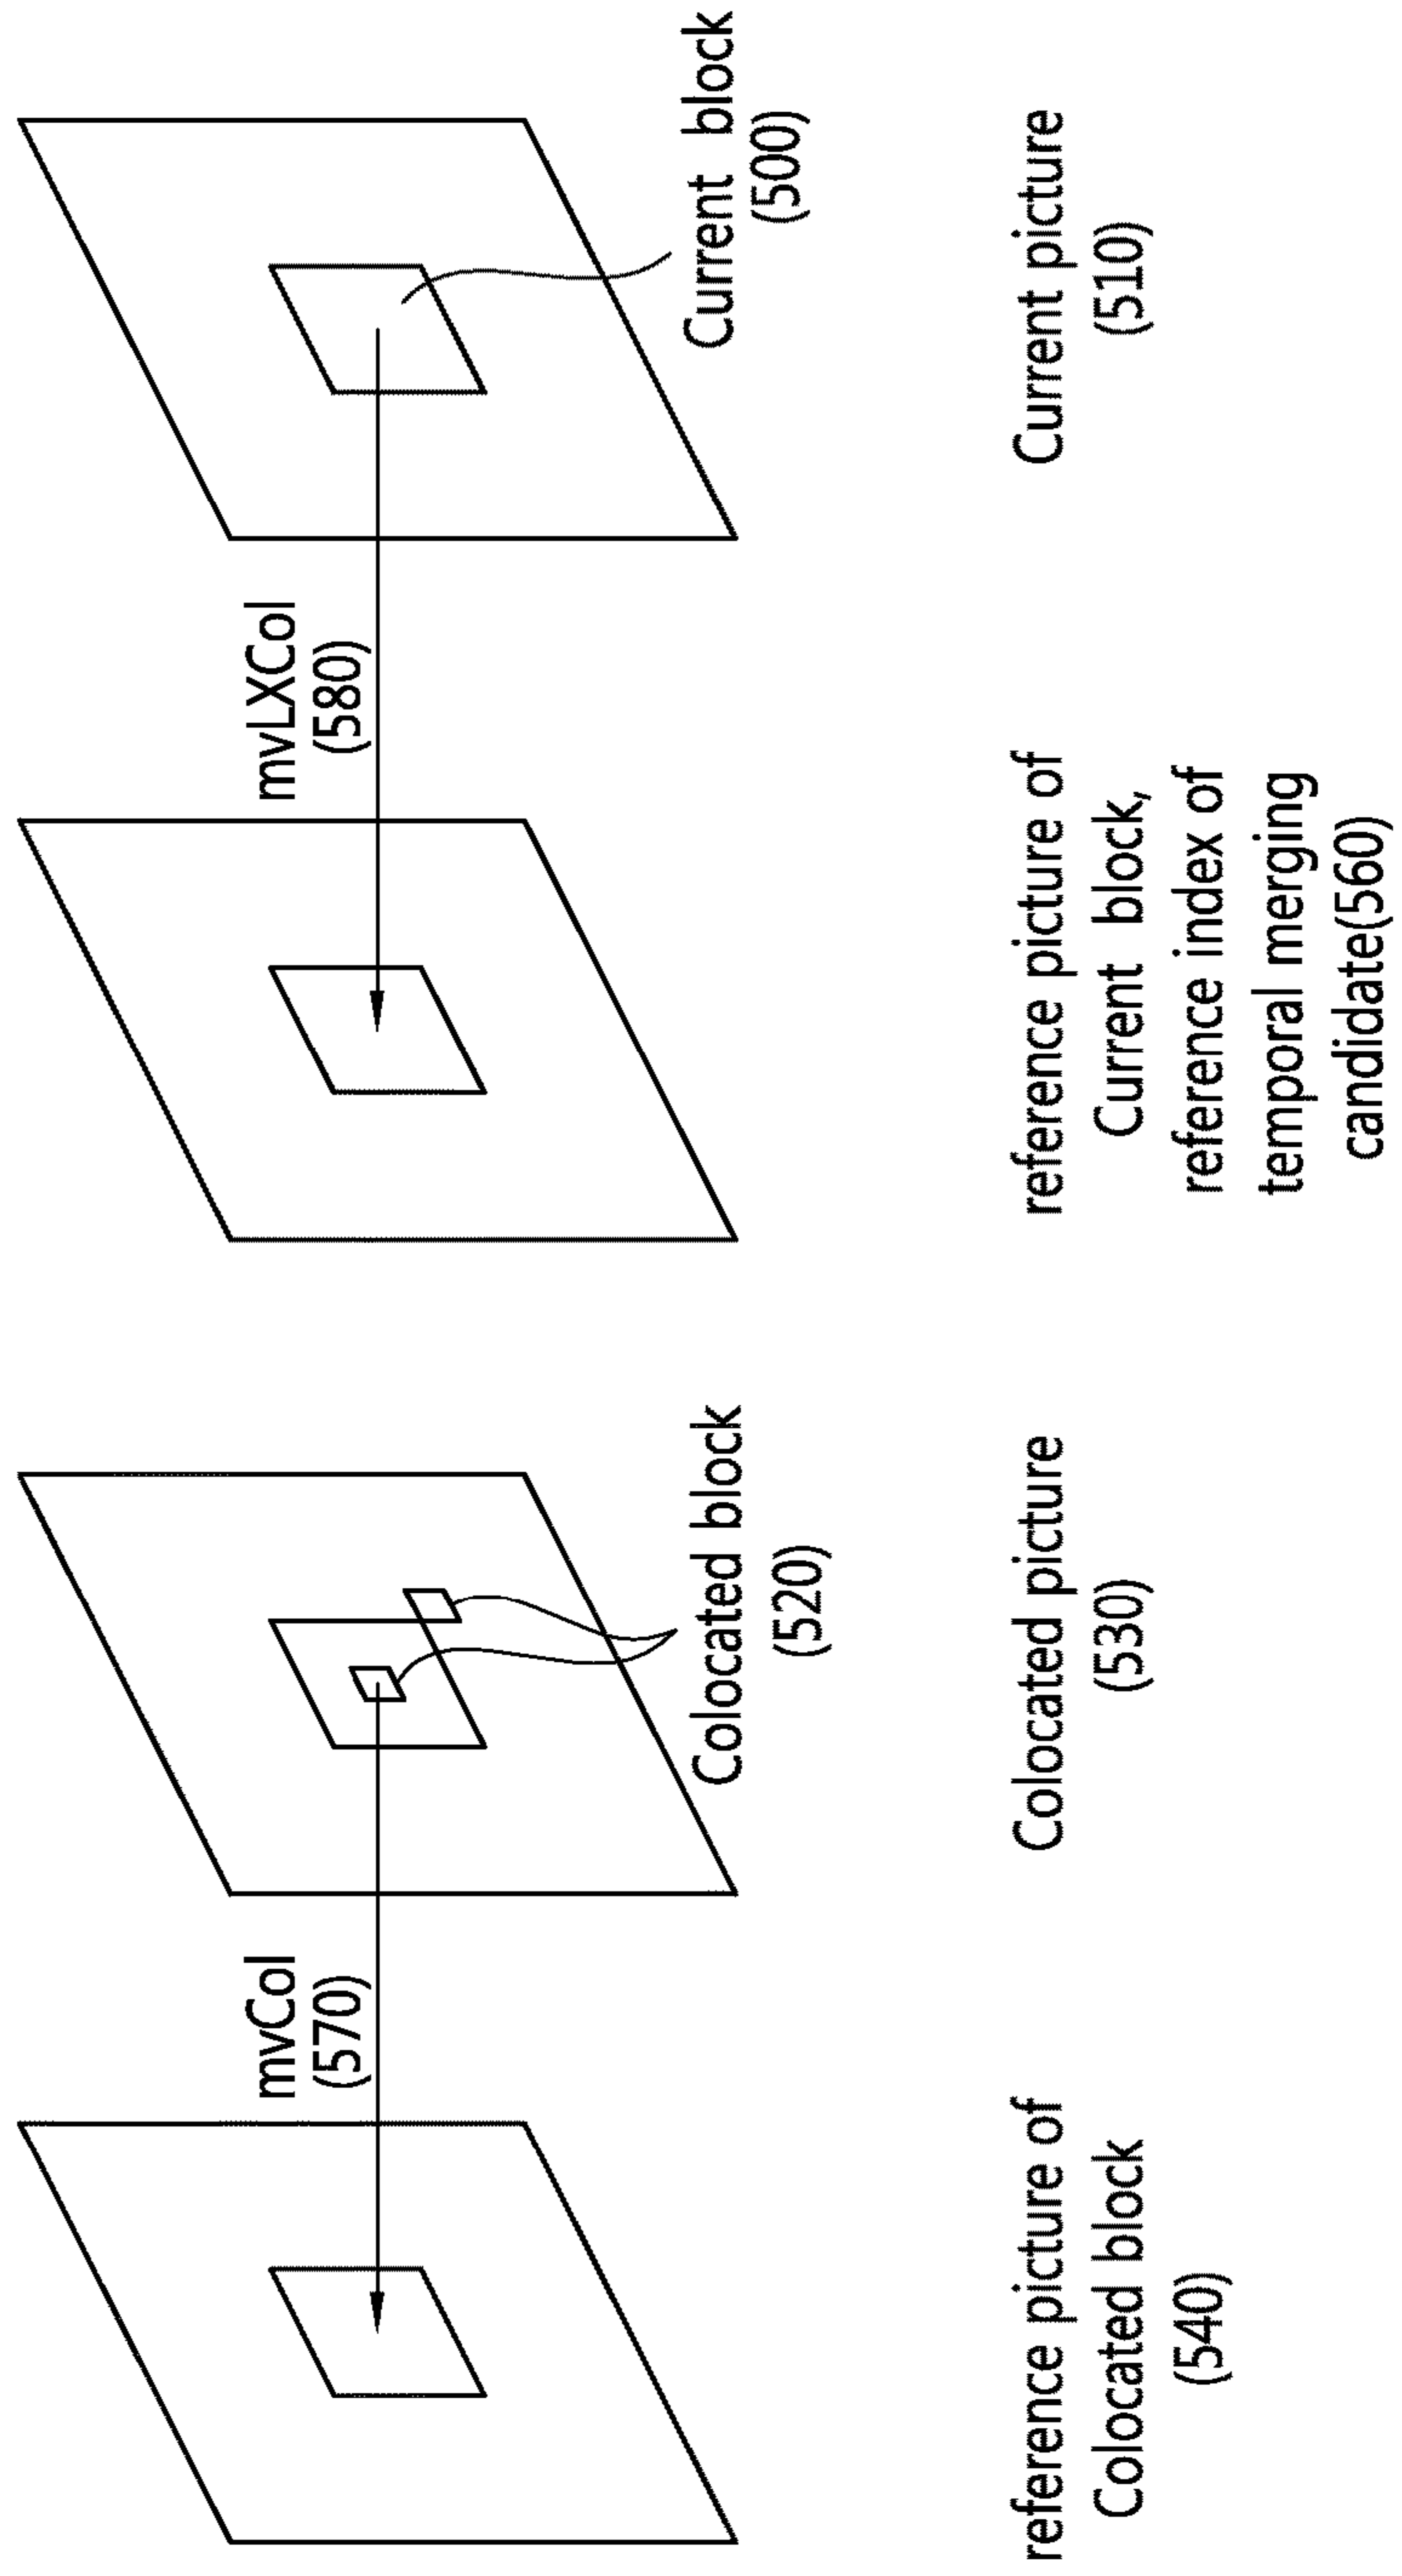 mvCol
(570)
mvLXCol
(580)
Colocated block
(520)
Current block
(500)
reference picture of
Colocated block
(540)
Colocated picture
(530)
reference picture of
Current block,
reference index of
temporal merging
candidate(560)
Current picture
(510)